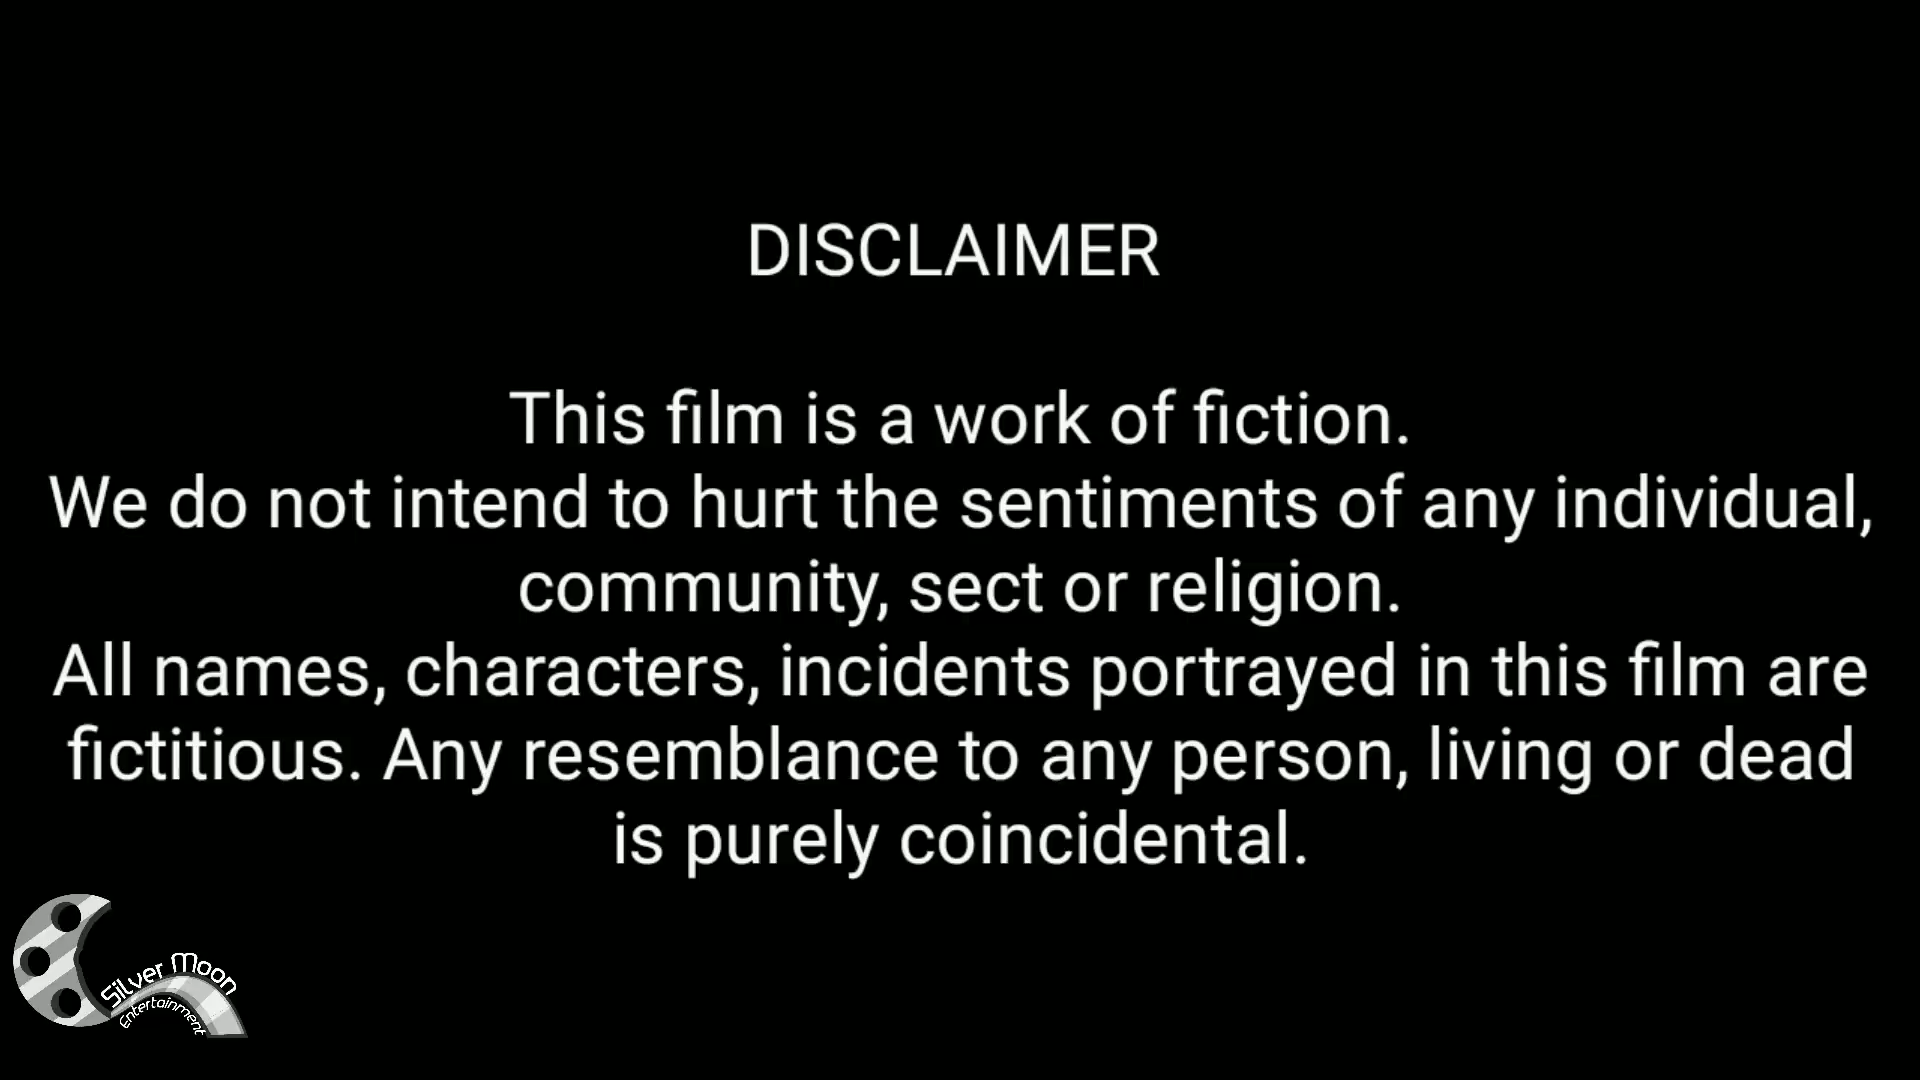 DISCLAIMER
This film is a work of fiction.
We do not intend to hurt the sentiments of any individual,
community, sect or religion.
All names, characters, incidents portrayed in this film are
fictitious. Any resemblance to any person, living or dead
is purely coincidental.
Silver Moon
Entertainment